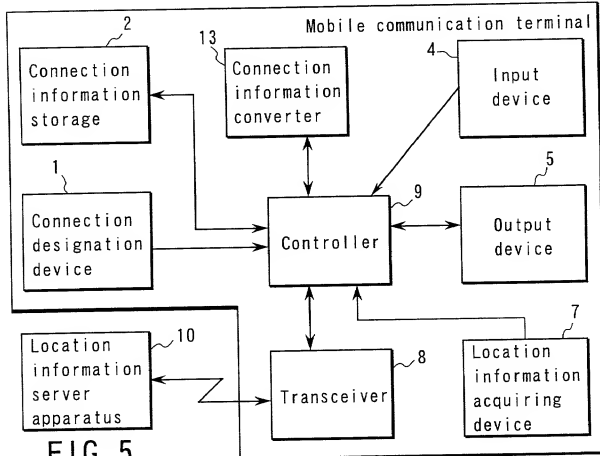 Mobile communication terminal
2
Connection
information
storage
13
Connection
information
converter
4
Input
device
1
Connection
designation
device
9
Controller
5
Output
device
10
Location
information
server
apparatus
8
Transceiver
7
Location
information
acquiring
device
FIG. 5